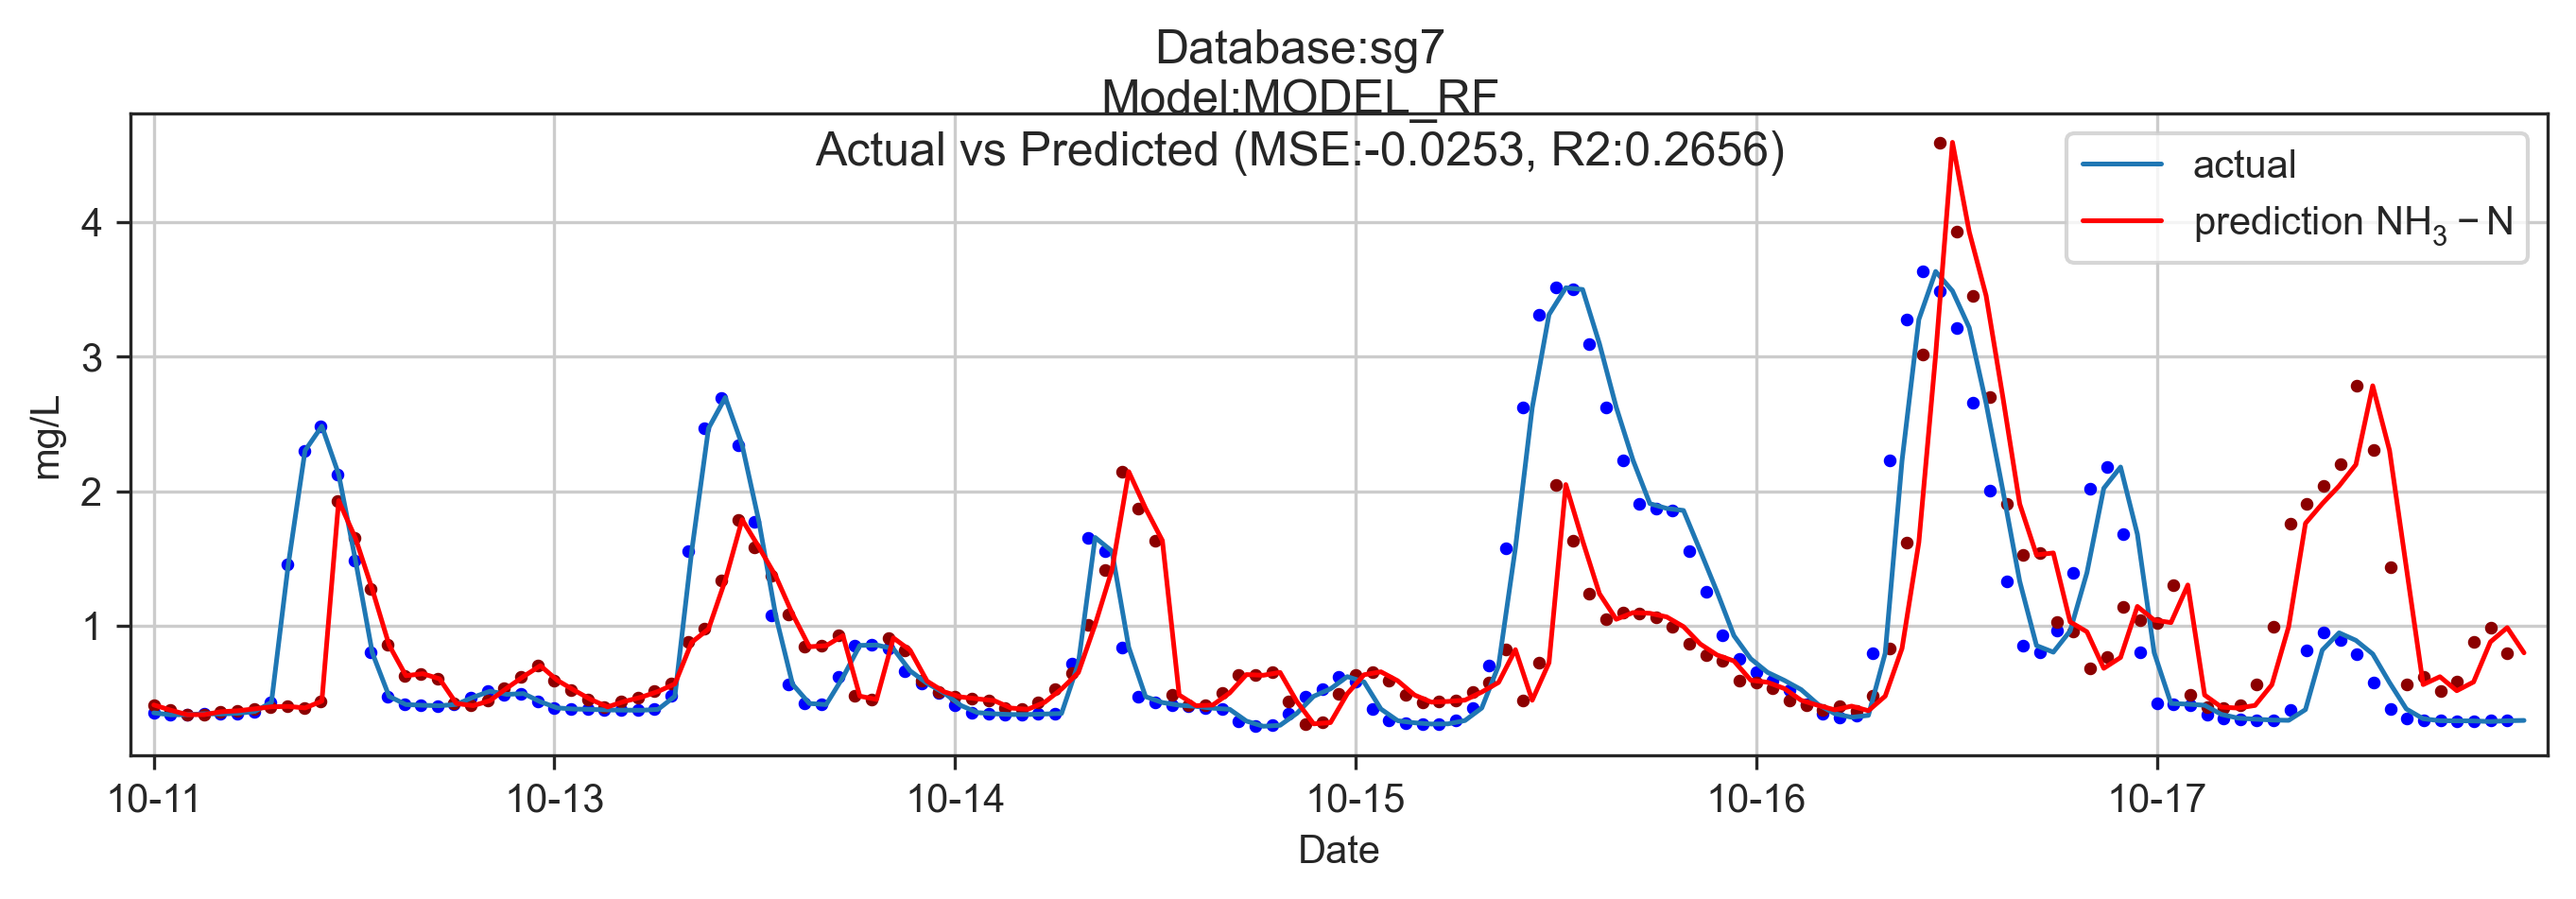 Database:sg7
Model:MODEL_RF
Actual vs Predicted (MSE:-0.0253, R2:0.2656)
actual
prediction NH₃ − N
4
3
2
1
mg/L
10-11 10-13 10-14 10-15 10-16 10-17
Date